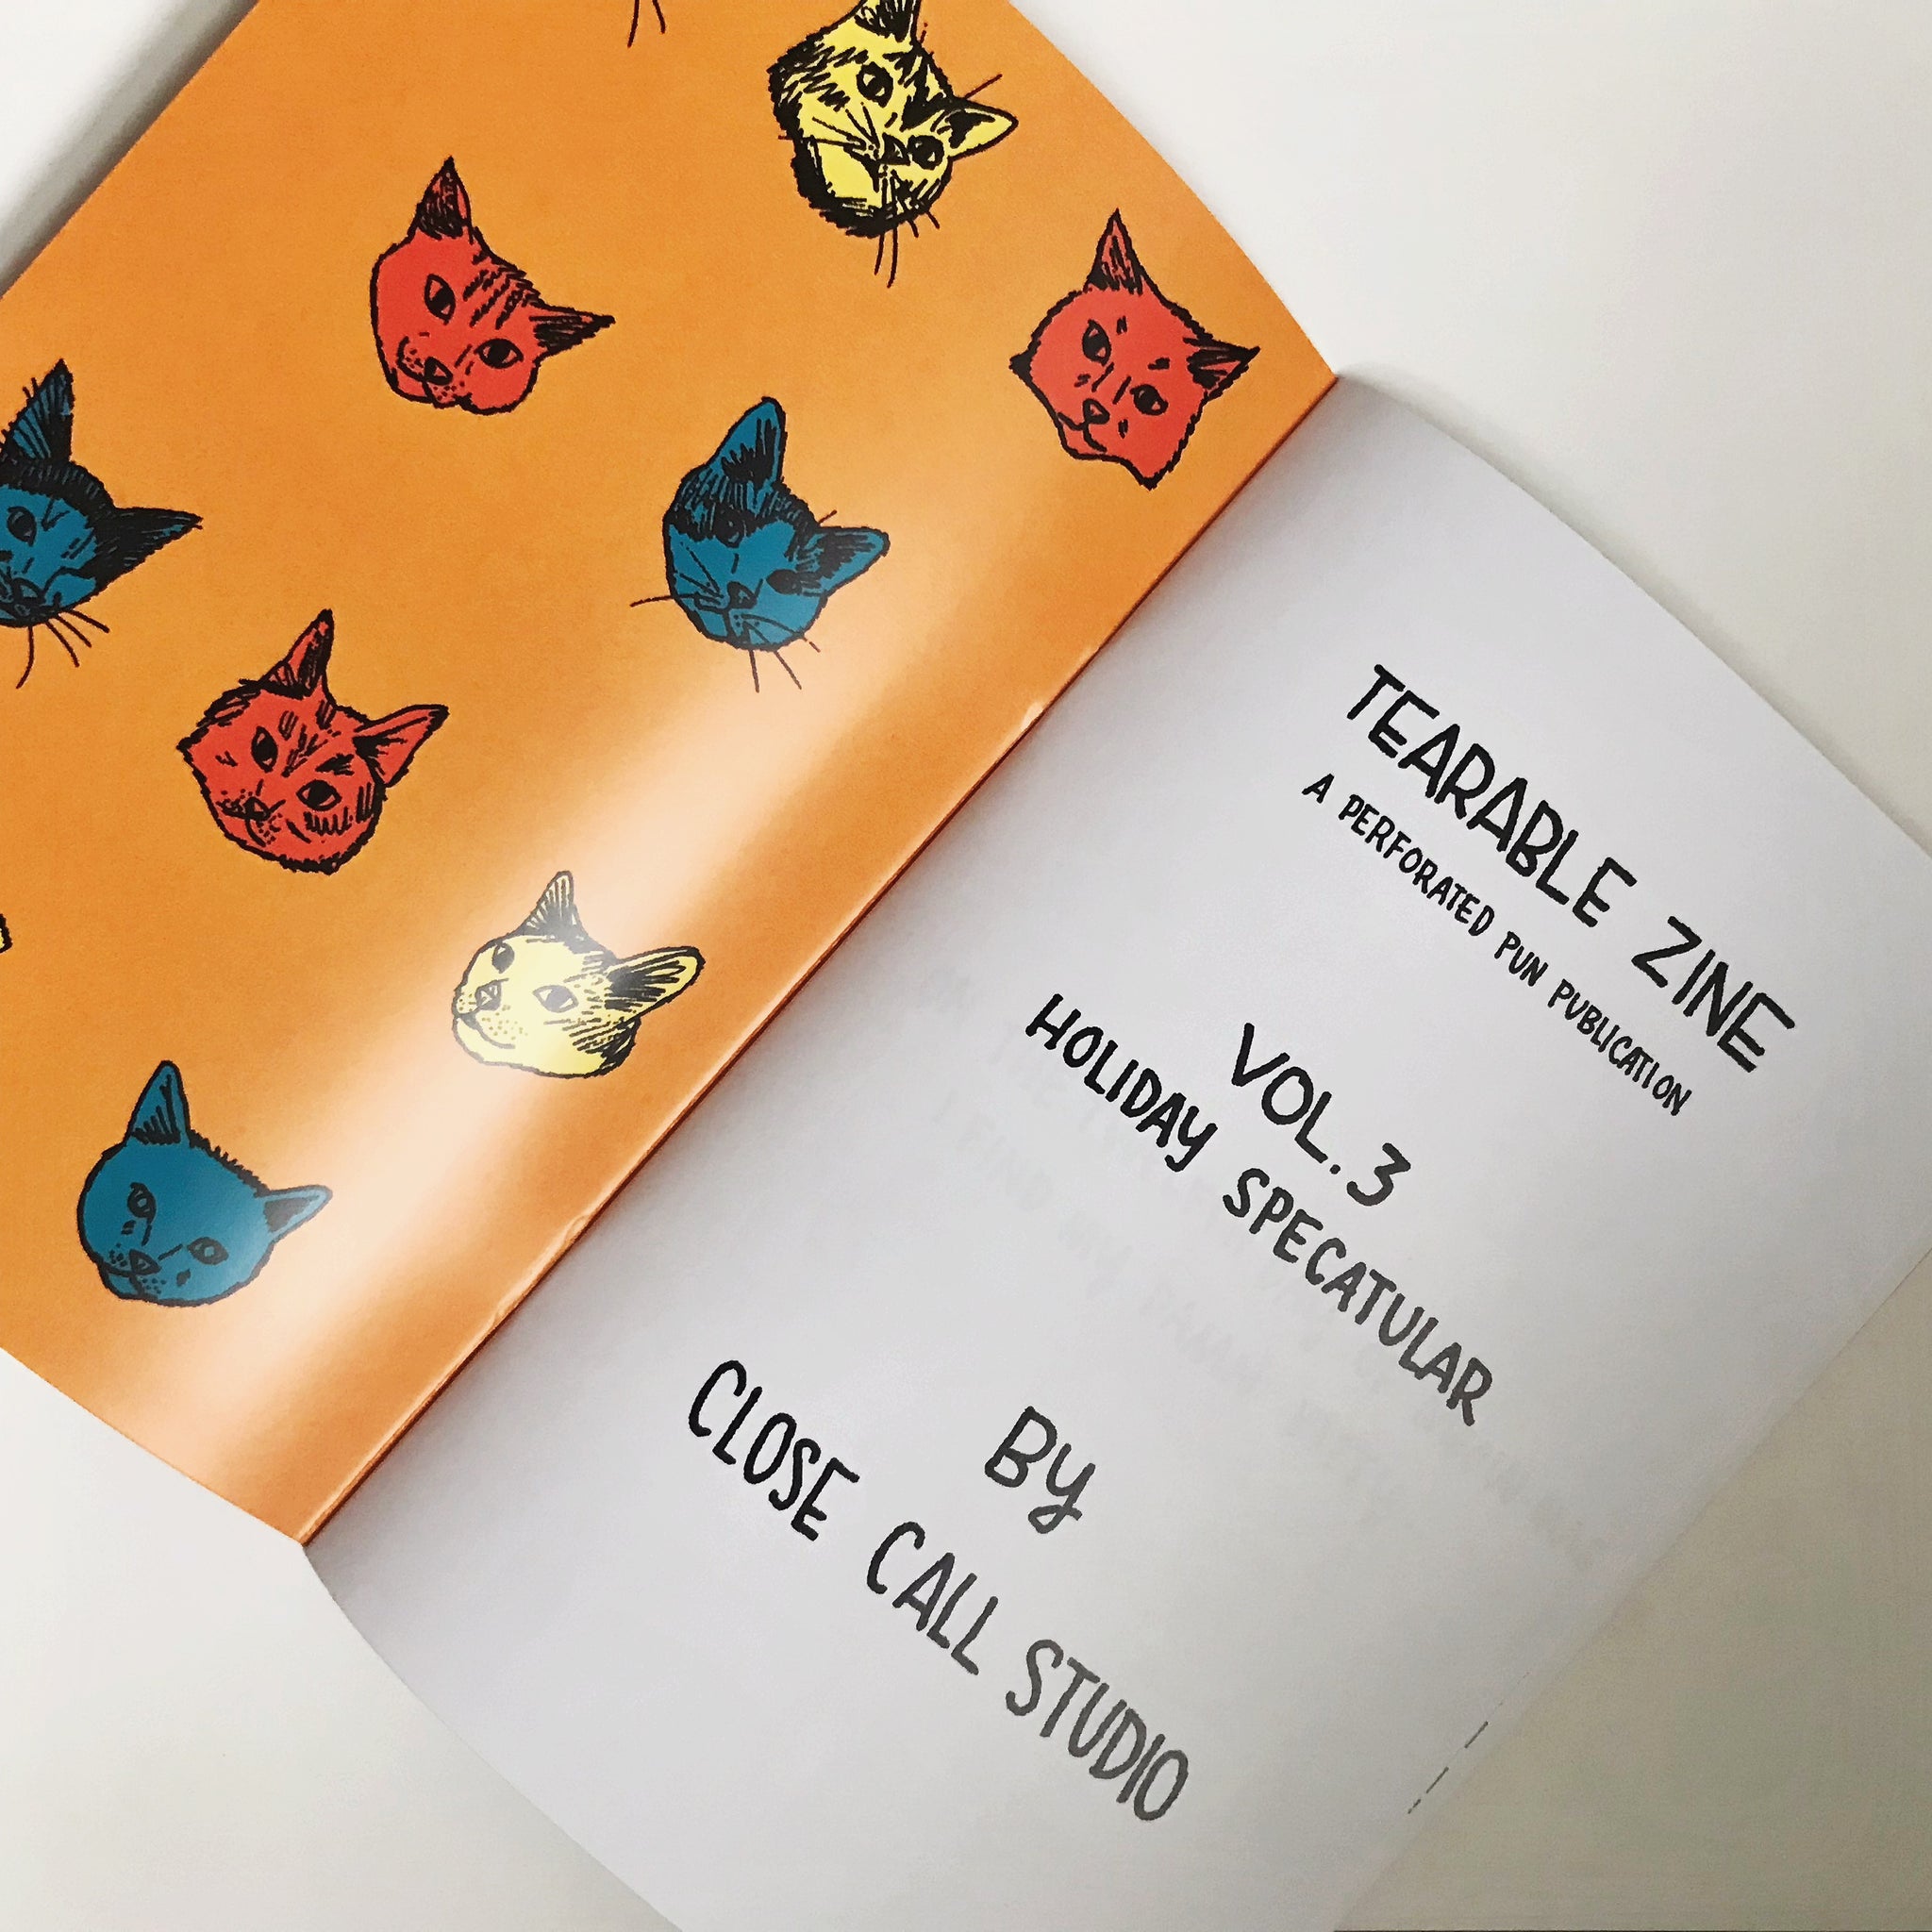 TEARABLE ZINE
A PERFORATED PUN PUBLICATION
VOL. 3
HOLIDAY SPECATULAR
By
CLOSE CALL STUDIO